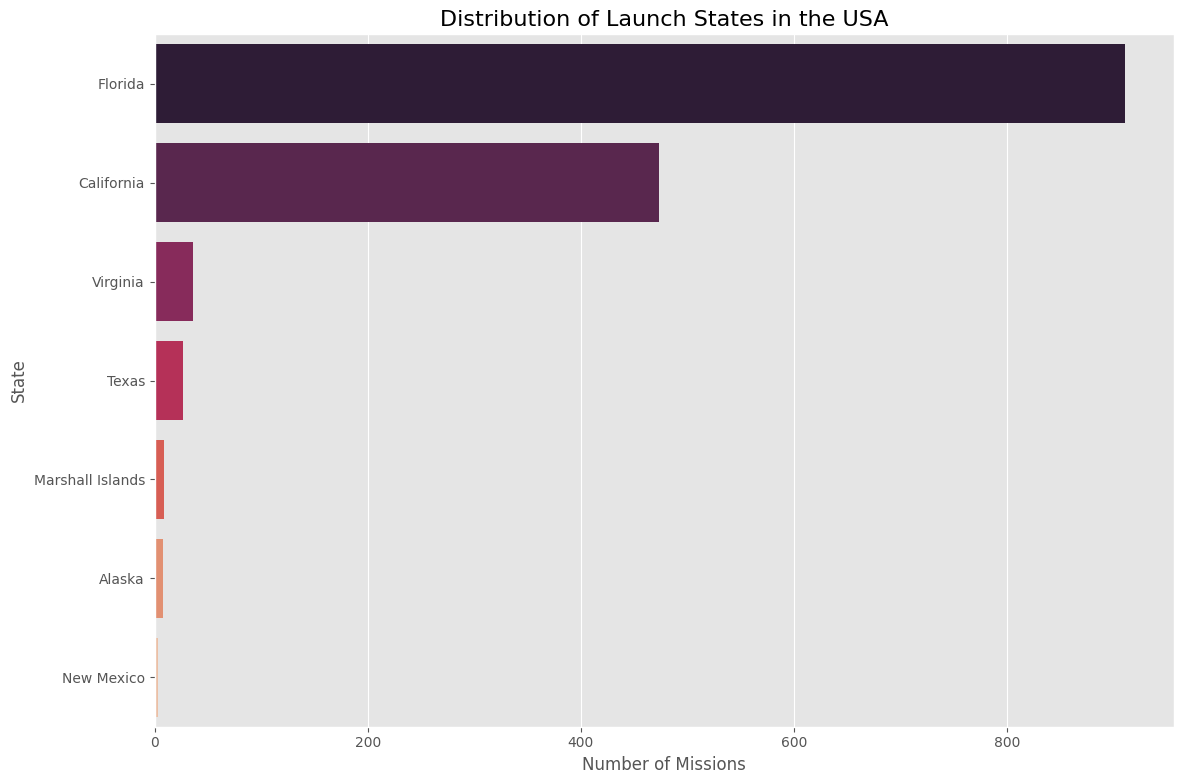 Distribution of Launch States in the USA
Florida
California
Virginia
Texas
Marshall Islands
Alaska
New Mexico
State
0 200 400 600 800
Number of Missions